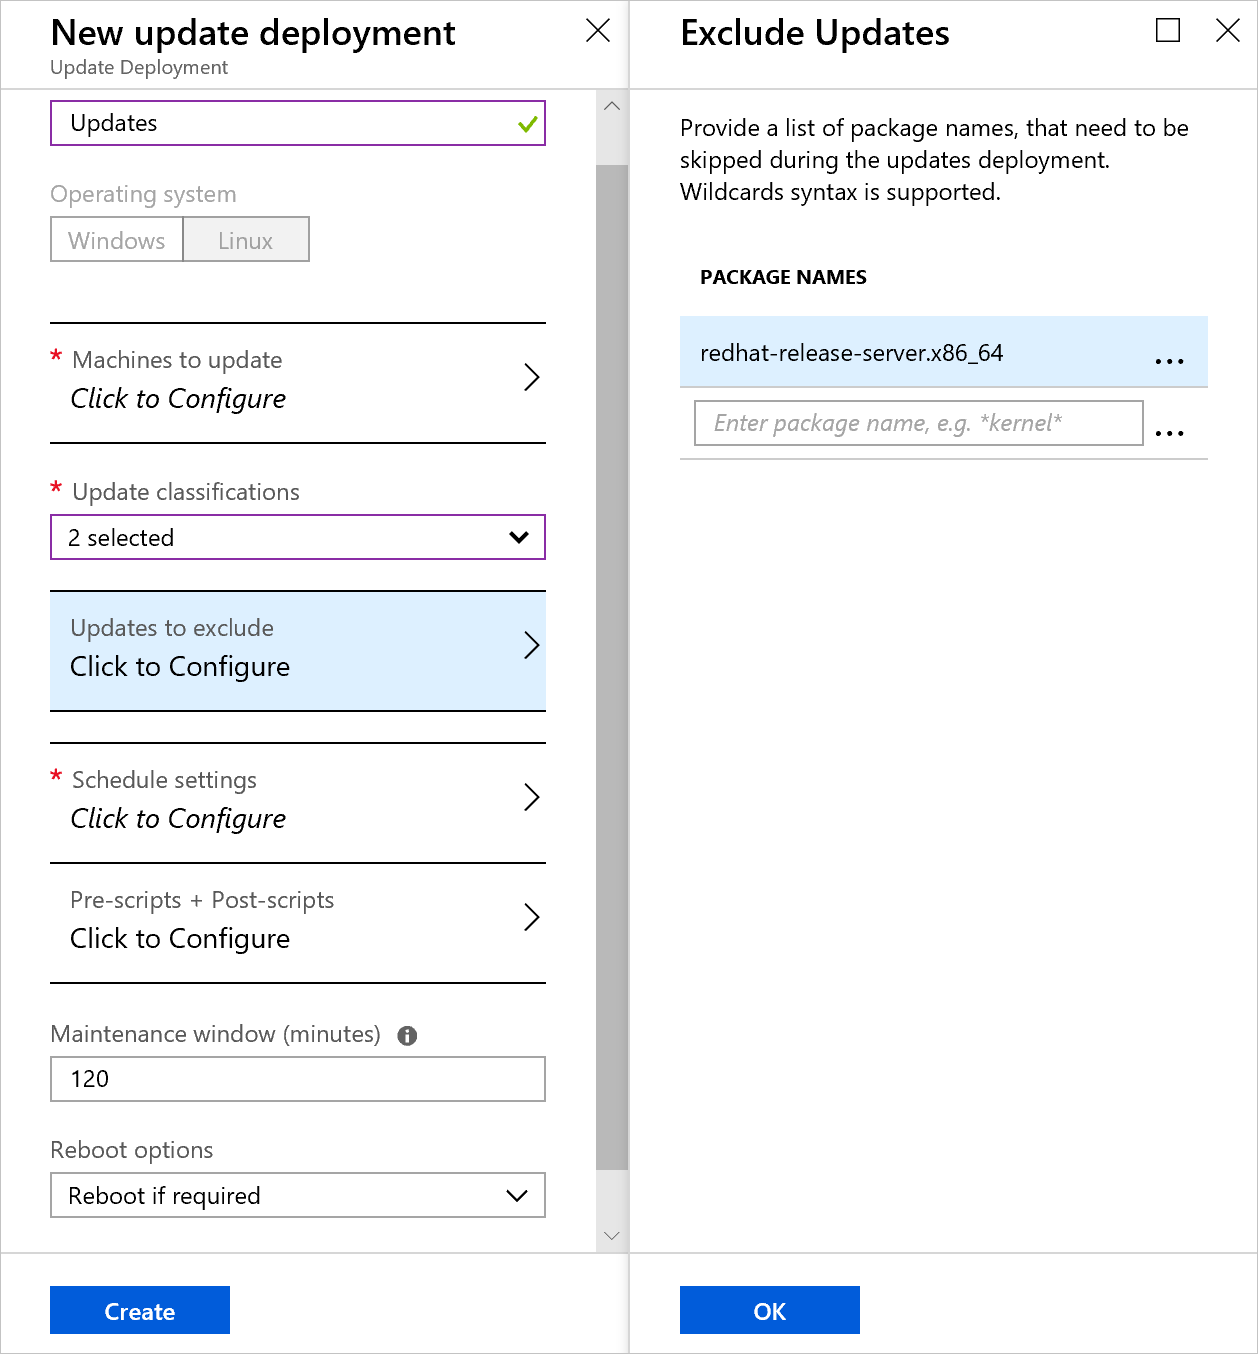 New update deployment
Update Deployment
Updates
Operating system
Windows Linux
* Machines to update
Click to Configure
* Update classifications
2 selected
Updates to exclude
Click to Configure
* Schedule settings
Click to Configure
Pre-scripts + Post-scripts
Click to Configure
Maintenance window (minutes)
120
Reboot options
Reboot if required
Create
Exclude Updates
Provide a list of package names, that need to be
skipped during the updates deployment.
Wildcards syntax is supported.
PACKAGE NAMES
redhat-release-server.x86_64 ...
Enter package name, e.g. *kernel* ...
OK